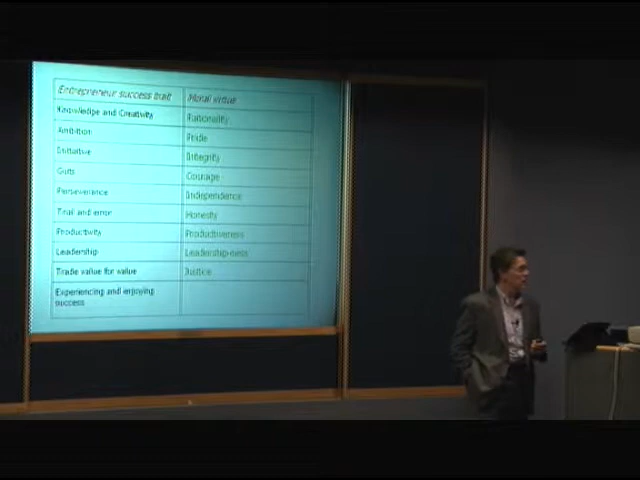 Entrepreneur success trait Moral virtue
Knowledge and Creativity Rationality
Ambition Pride
Initiative Integrity
Guts Courage
Perseverance Independence
Trial and error Honesty
Productivity Productiveness
Leadership Leadership-ness
Trade value for value Justice
Experiencing and enjoying
success